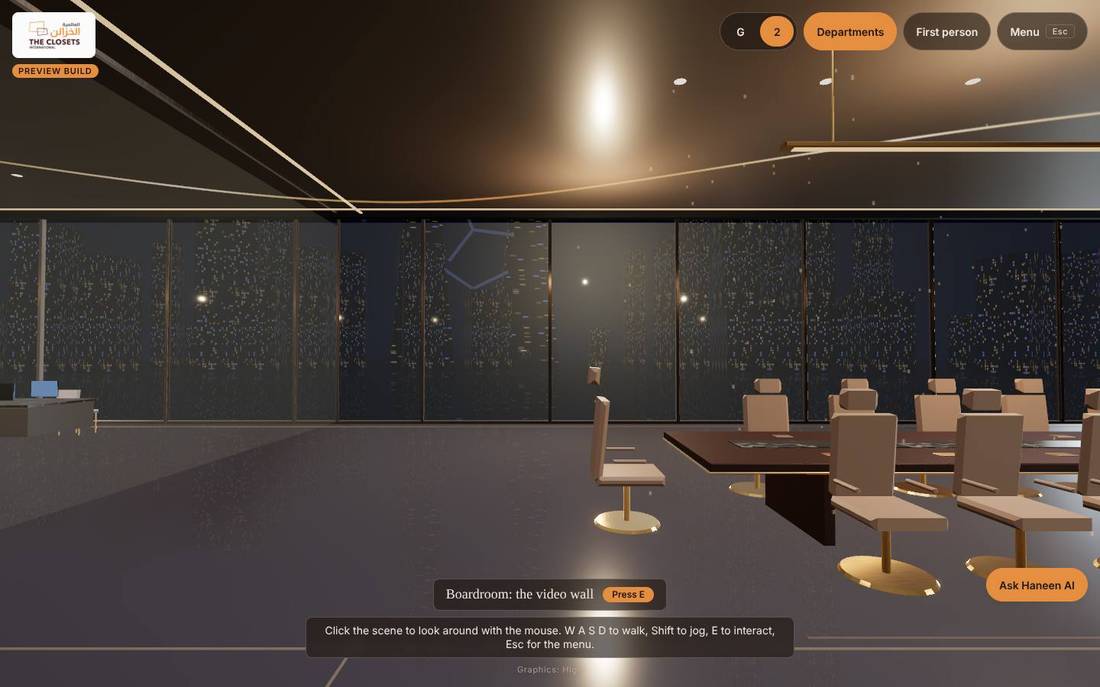 العالمية
الخزائن
THE CLOSETS
INTERNATIONAL
PREVIEW BUILD
G 2 Departments First person Menu Esc
Boardroom: the video wall Press E
Click the scene to look around with the mouse. W A S D to walk, Shift to jog, E to interact,
Esc for the menu.
Ask Haneen AI
Graphics: